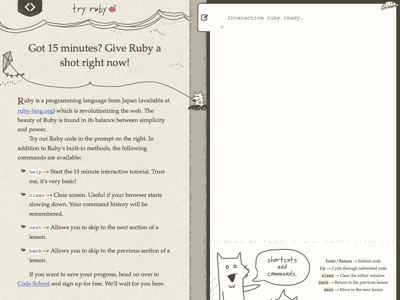 try ruby
Got 15 minutes? Give Ruby a
shot right now!
Ruby is a programming language from Japan (available at
ruby-lang.org) which is revolutionizing the web. The
beauty of Ruby is found in its balance between simplicity
and power.
Try out Ruby code in the prompt on the right. In
addition to Ruby's built-in methods, the following
commands are available:
help → Start the 15 minute interactive tutorial. Trust
me, it's very basic!
clear → Clear screen. Useful if your browser starts
slowing down. Your command history will be
remembered.
next → Allows you to skip to the next section of a
lesson.
back → Allows you to skip to the previous section of a
lesson.
If you want to save your progress, head on over to
Code School and sign up for free. We'll wait for here.
Interactive ruby ready.
>
shortcuts
and
commands.
Enter / Return → Submit code
Up → Cycle through submitted code
clear → Clear the editor window
back → Return to the previous lesson
next → Move to the next lesson